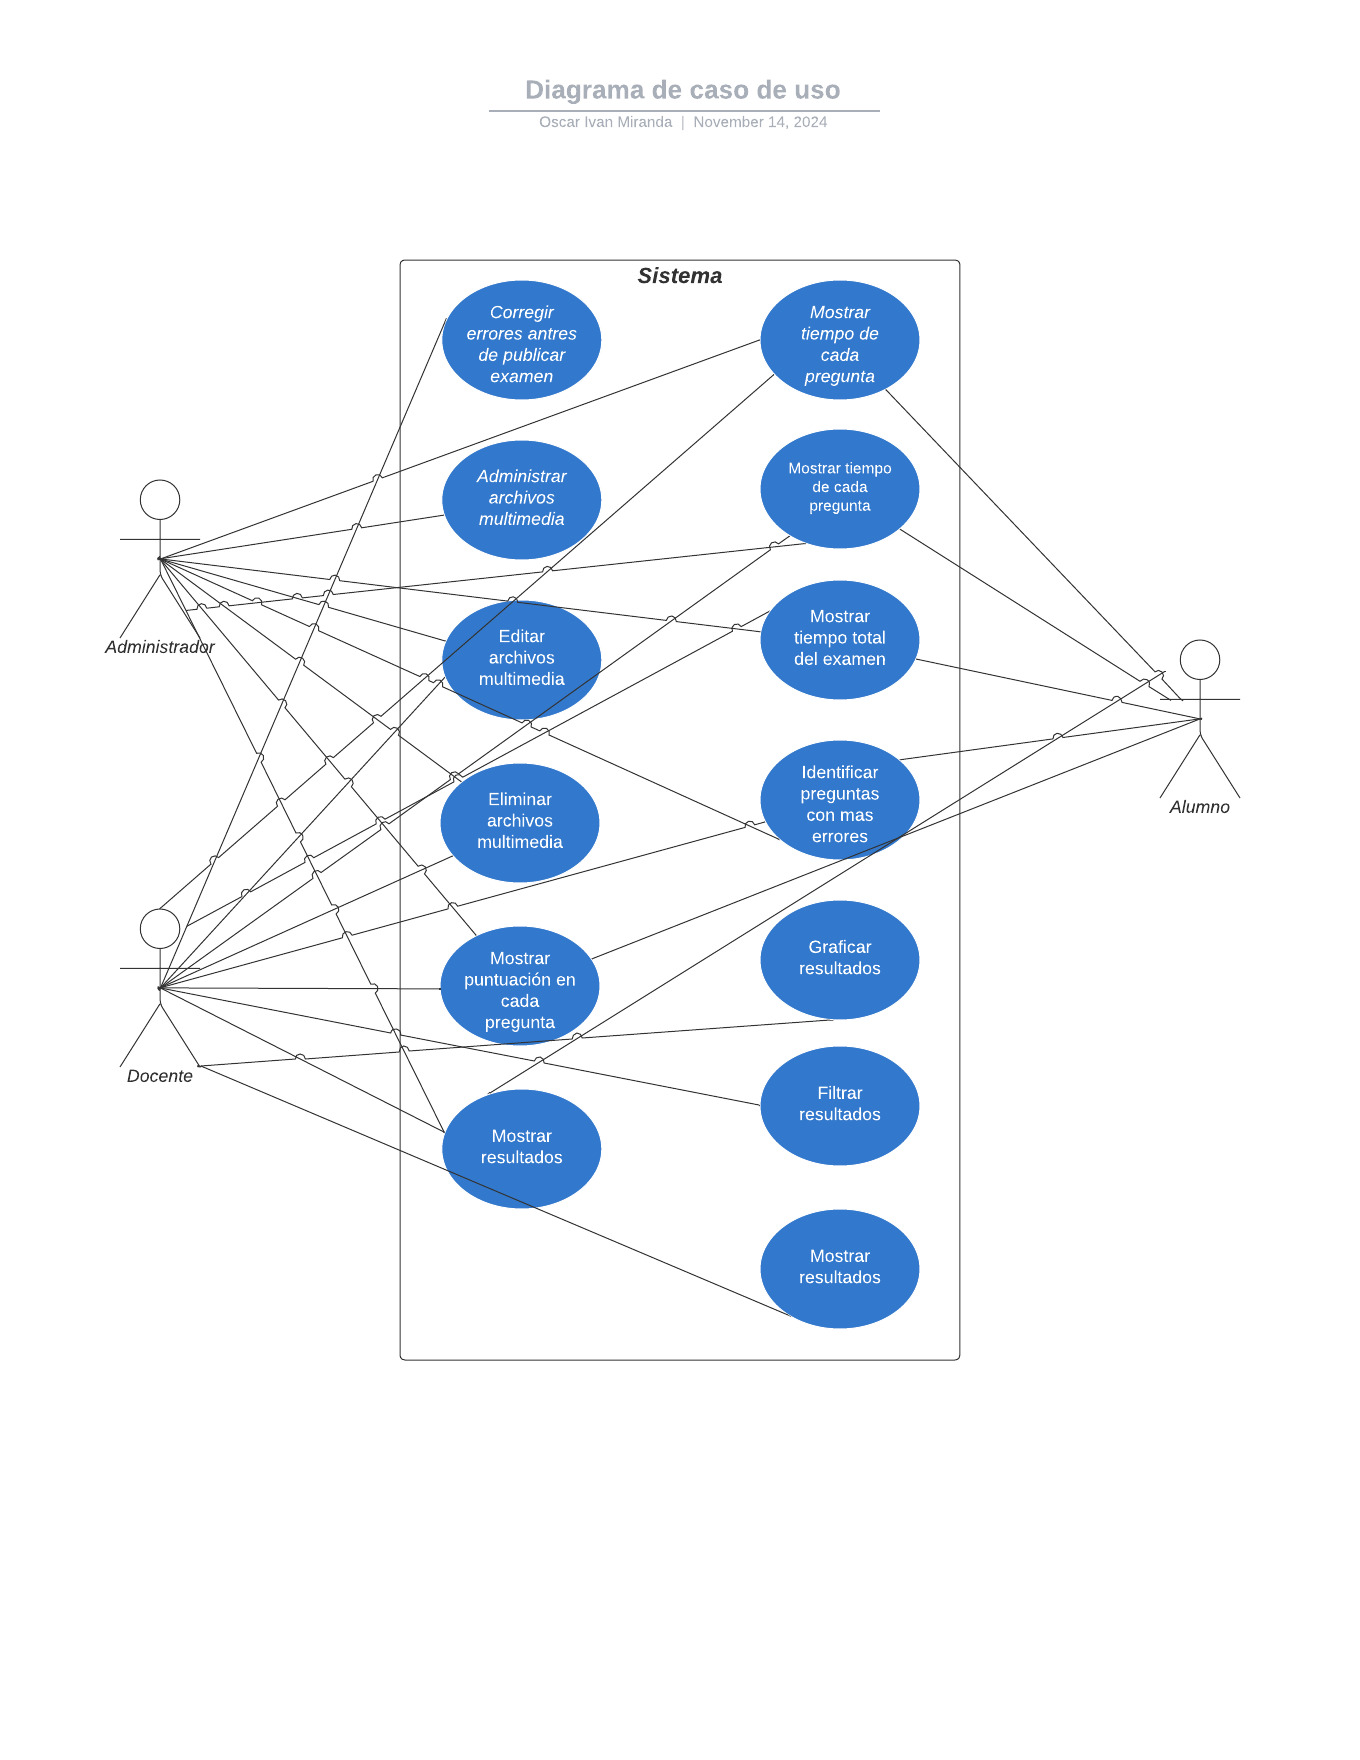 Diagrama de caso de uso
Oscar Ivan Miranda | November 14, 2024
Sistema
Corregir
errores antres
de publicar
examen
Mostrar
tiempo de
cada
pregunta
Administrar
archivos
multimedia
Mostrar tiempo
de cada
pregunta
Administrador
Editar
archivos
multimedia
Mostrar
tiempo total
del examen
Alumno
Eliminar
archivos
multimedia
Identificar
preguntas
con mas
errores
Docente
Mostrar
puntuación en
cada
pregunta
Graficar
resultados
Mostrar
resultados
Filtrar
resultados
Mostrar
resultados